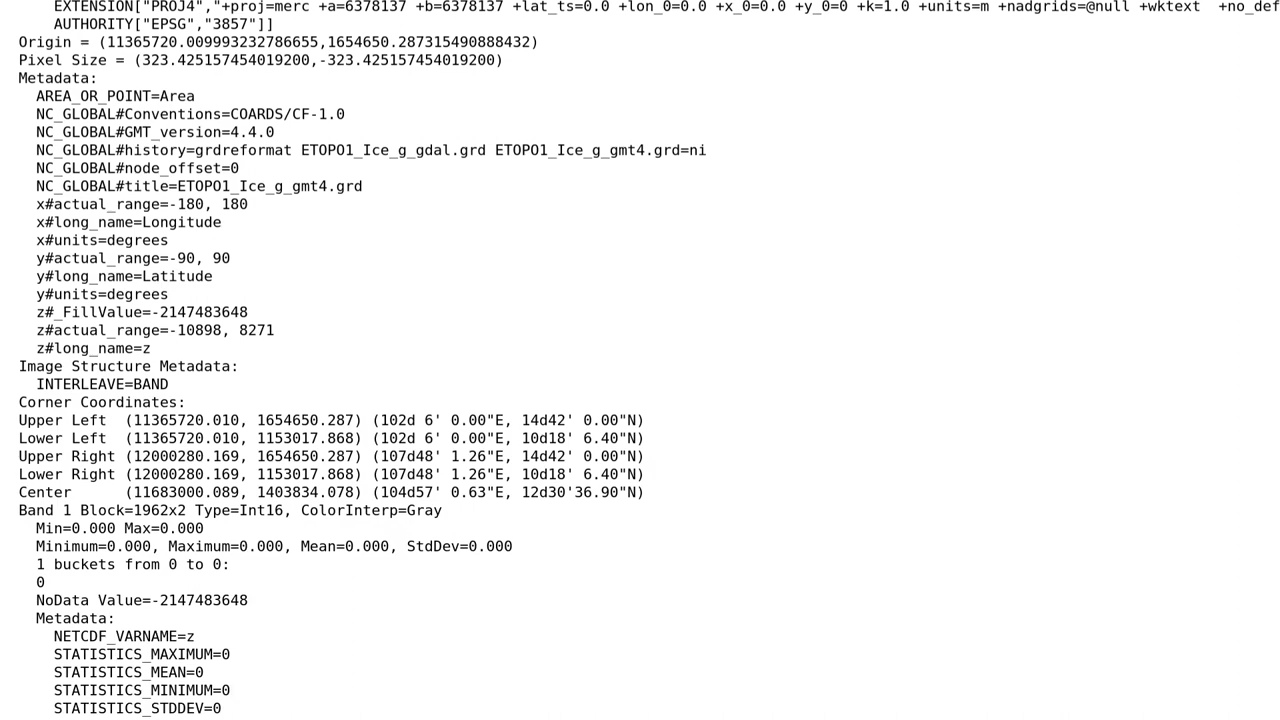 EXTENSION["PROJ4","+proj=merc +a=6378137 +b=6378137 +lat_ts=0.0 +lon_0=0.0 +x_0=0.0 +y_0=0 +k=1.0 +units=m +nadgrids=@null +wktext  +no_def
AUTHORITY["EPSG","3857"]]
Origin = (11365720.009993232786655,1654650.287315490888432)
Pixel Size = (323.425157454019200,-323.425157454019200)
Metadata:
AREA_OR_POINT=Area
NC_GLOBAL#Conventions=COARDS/CF-1.0
NC_GLOBAL#GMT_version=4.4.0
NC_GLOBAL#history=grdreformat ETOPO1_Ice_g_gdal.grd ETOPO1_Ice_g_gmt4.grd=ni
NC_GLOBAL#node_offset=0
NC_GLOBAL#title=ETOPO1_Ice_g_gmt4.grd
x#actual_range=-180, 180
x#long_name=Longitude
x#units=degrees
y#actual_range=-90, 90
y#long_name=Latitude
y#units=degrees
z#_FillValue=-2147483648
z#actual_range=-10898, 8271
z#long_name=z
Image Structure Metadata:
INTERLEAVE=BAND
Corner Coordinates:
Upper Left  (11365720.010, 1654650.287) (102d 6' 0.00"E, 14d42' 0.00"N)
Lower Left  (11365720.010, 1153017.868) (102d 6' 0.00"E, 10d18' 6.40"N)
Upper Right (12000280.169, 1654650.287) (107d48' 1.26"E, 14d42' 0.00"N)
Lower Right (12000280.169, 1153017.868) (107d48' 1.26"E, 10d18' 6.40"N)
Center      (11683000.089, 1403834.078) (104d57' 0.63"E, 12d30'36.90"N)
Band 1 Block=1962x2 Type=Int16, ColorInterp=Gray
Min=0.000 Max=0.000
Minimum=0.000, Maximum=0.000, Mean=0.000, StdDev=0.000
1 buckets from 0 to 0:
0
NoData Value=-2147483648
Metadata:
NETCDF_VARNAME=z
STATISTICS_MAXIMUM=0
STATISTICS_MEAN=0
STATISTICS_MINIMUM=0
STATISTICS_STDDEV=0